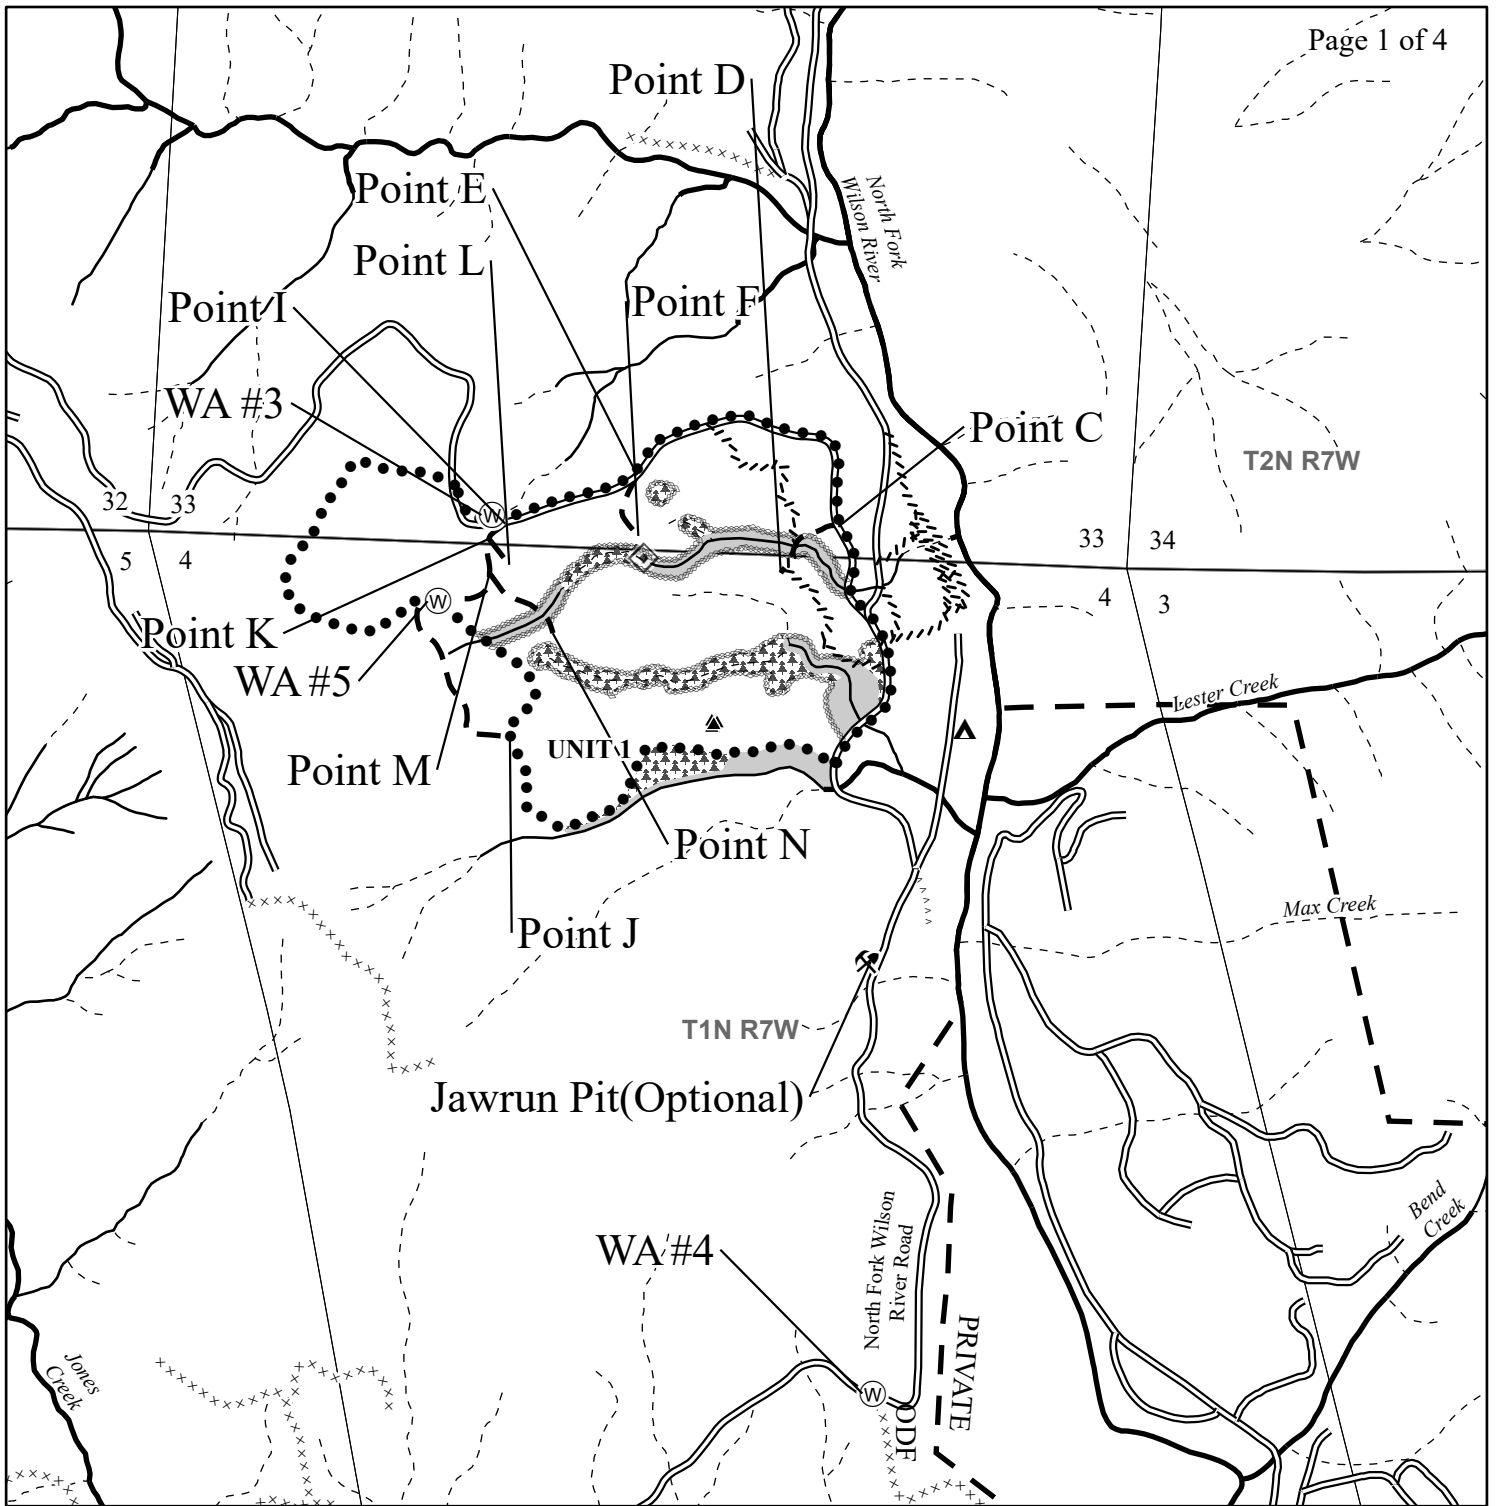 Page 1 of 4
Point D
Point E
North Fork
Wilson River
Point L
Point I
Point F
WA #3
Point C
T2N R7W
32
33
33
34
5
4
4
3
Point K
WA #5
Lester Creek
UNIT 1
Point M
Point N
Point J
Max Creek
T1N R7W
Jawrun Pit(Optional)
Bend
Creek
WA #4
North Fork Wilson
River Road
PRIVATE
ODF
Jones
Creek
W
W
W